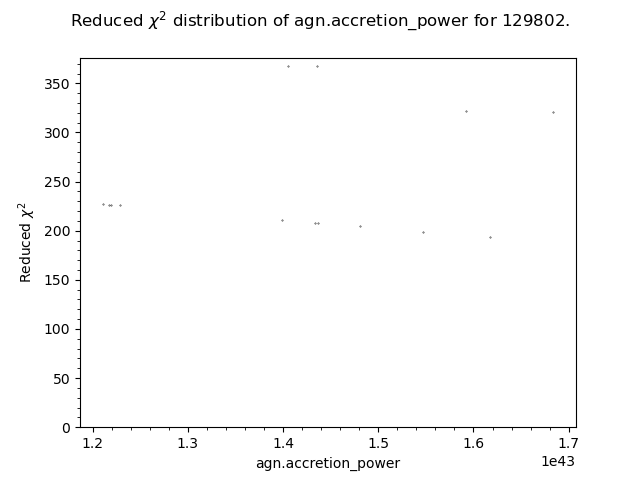 Reduced χ² distribution of agn.accretion_power for 129802.
350
300
250
200
150
100
50
0
Reduced χ²
1.2 1.3 1.4 1.5 1.6 1.7
1e43
agn.accretion_power